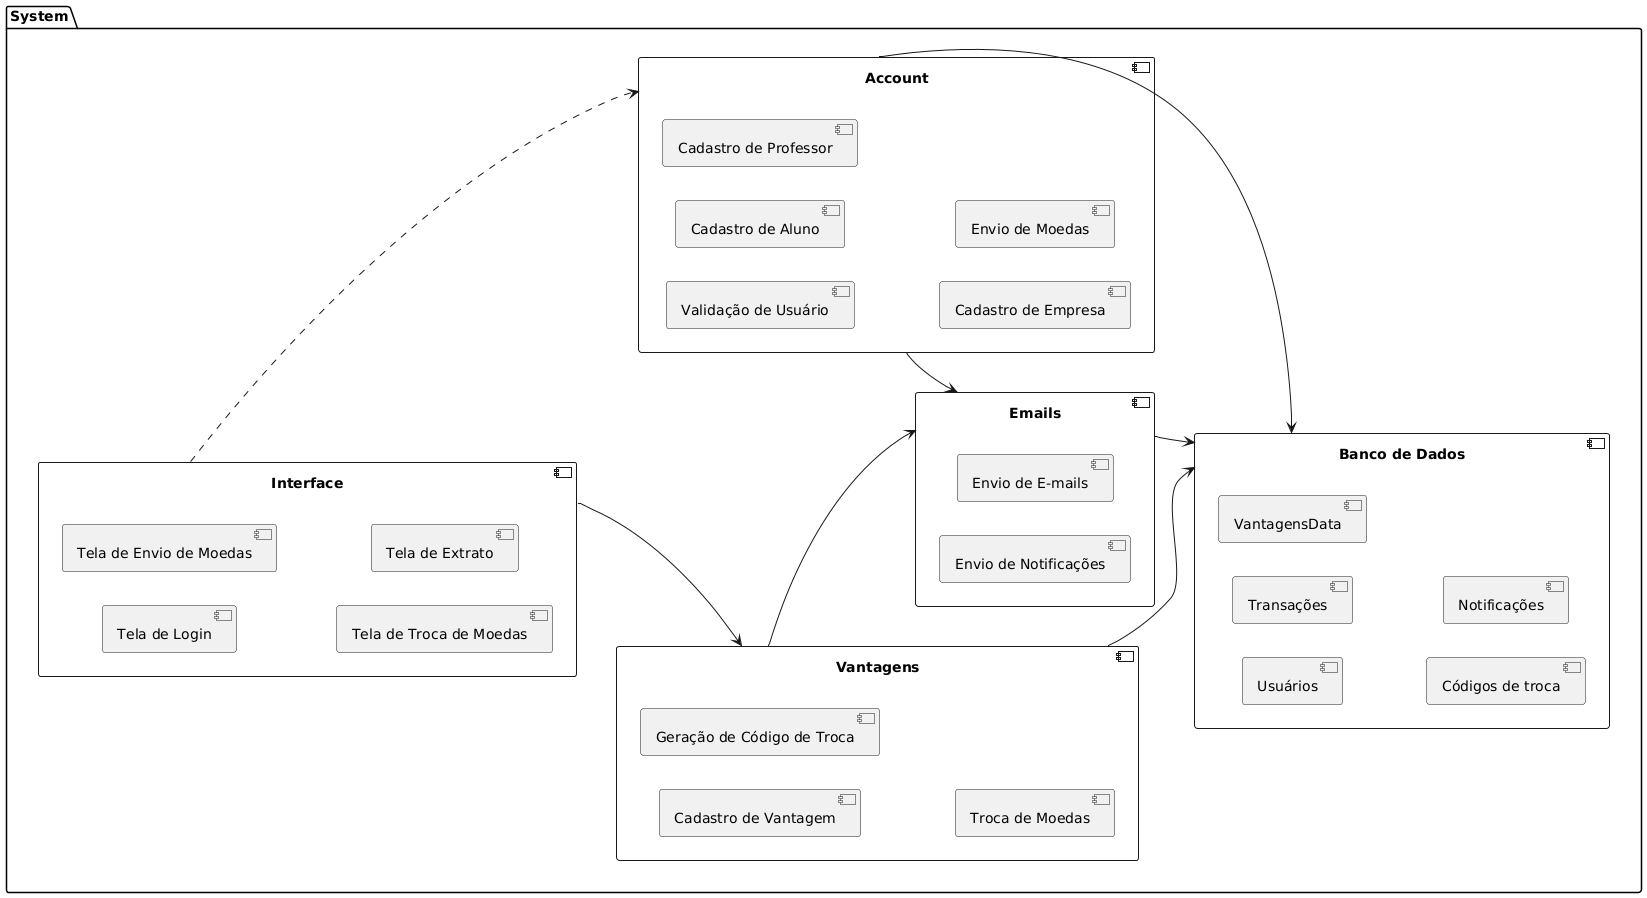 System
Account
Cadastro de Professor
Cadastro de Aluno
Envio de Moedas
Validação de Usuário
Cadastro de Empresa
Emails
Envio de E-mails
Envio de Notificações
Banco de Dados
VantagensData
Transações
Notificações
Usuários
Códigos de troca
Interface
Tela de Envio de Moedas
Tela de Extrato
Tela de Login
Tela de Troca de Moedas
Vantagens
Geração de Código de Troca
Cadastro de Vantagem
Troca de Moedas